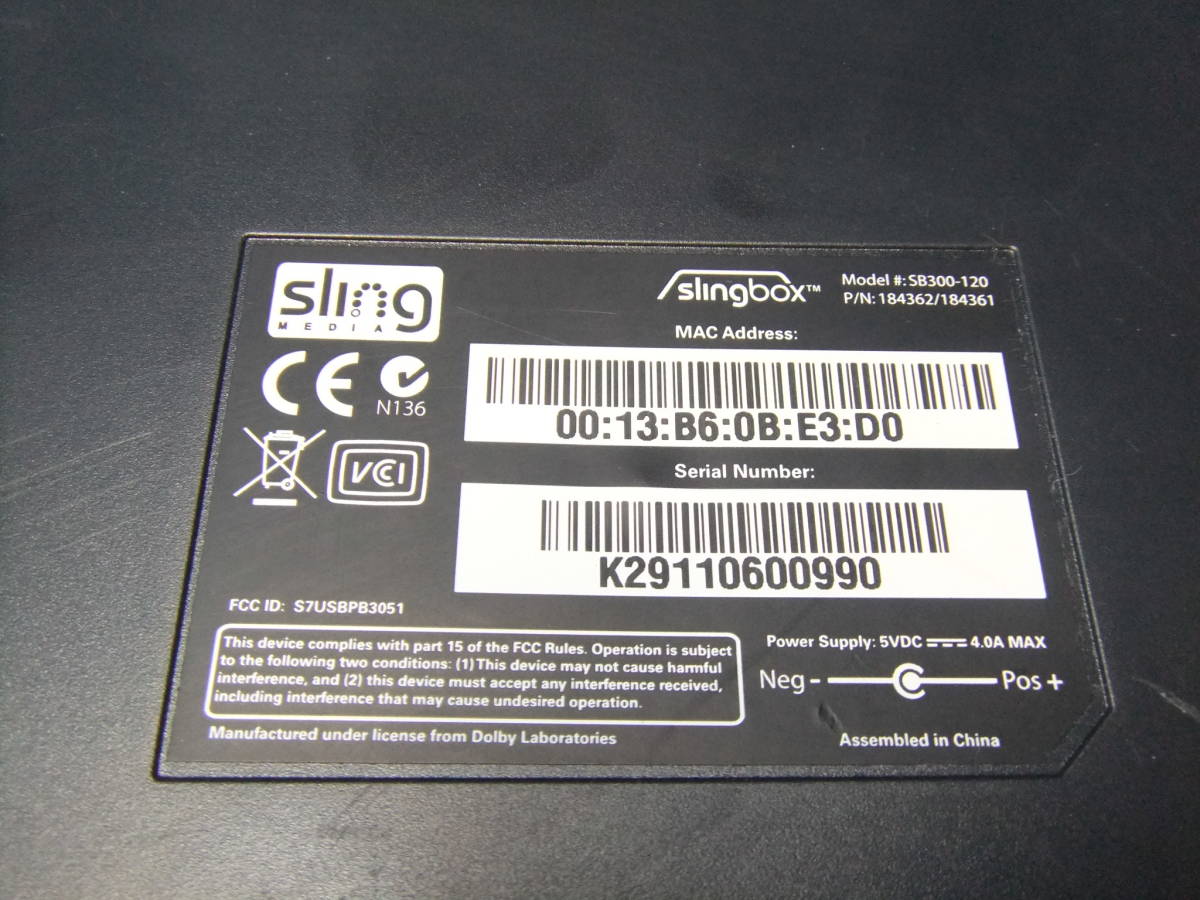 sling
MEDIA
slingbox™
Model #: SB300-120
P/N: 184362/184361
MAC Address:
00:13:B6:0B:E3:D0
N136
VCI
Serial Number:
K29110600990
FCC ID: S7USBPB3051
This device complies with part 15 of the FCC Rules. Operation is subject
to the following two conditions: (1) This device may not cause harmful
interference, and (2) this device must accept any interference received,
including interference that may cause undesired operation.
Manufactured under license from Dolby Laboratories
Power Supply: 5VDC ⎓ 4.0A MAX
Neg - Pos +
Assembled in China